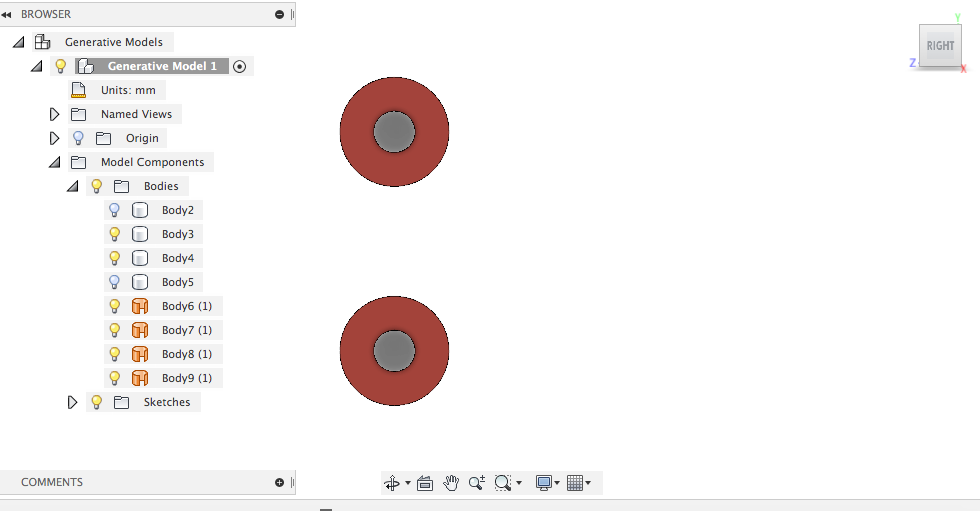 BROWSER
Generative Models
Generative Model 1
Units: mm
Named Views
Origin
Model Components
Bodies
Body2
Body3
Body4
Body5
Body6 (1)
Body7 (1)
Body8 (1)
Body9 (1)
Sketches
COMMENTS
Y
RIGHT
Z
X